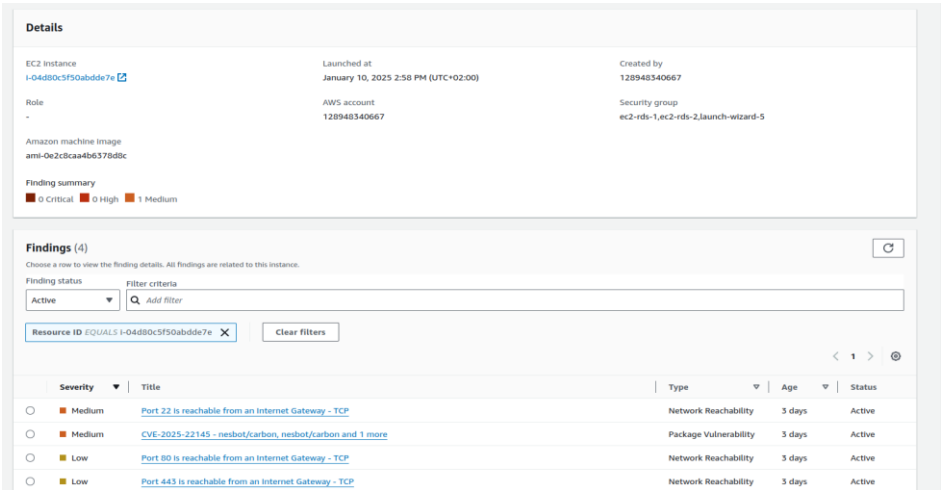 Details
EC2 Instance Launched at Created by
i-04d80c5f50abdde7e January 10, 2025 2:58 PM (UTC+02:00) 128948340667
Role AWS account Security group
- 128948340667 ec2-rds-1,ec2-rds-2,launch-wizard-5
Amazon machine image
ami-0e2c8caa4b6378d8c
Finding summary
0 Critical 0 High 1 Medium
Findings (4)
Choose a row to view the finding details. All findings are related to this instance.
Finding status Filter criteria
Active Add filter
Resource ID EQUALS i-04d80c5f50abdde7e Clear filters
1
Severity Title Type Age Status
Medium Port 22 is reachable from an Internet Gateway - TCP Network Reachability 3 days Active
Medium CVE-2025-22145 - nesbot/carbon, nesbot/carbon and 1 more Package Vulnerability 3 days Active
Low Port 80 is reachable from an Internet Gateway - TCP Network Reachability 3 days Active
Low Port 443 is reachable from an Internet Gateway - TCP Network Reachability 3 days Active